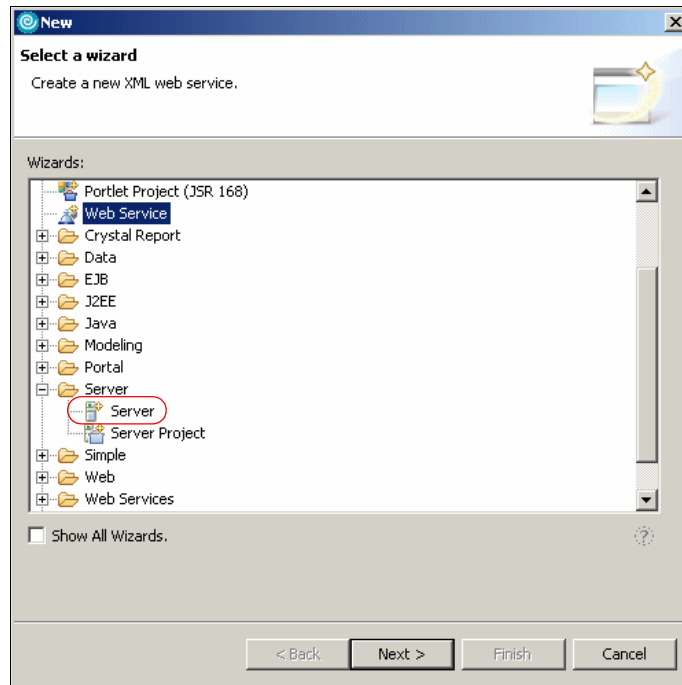 New
Select a wizard
Create a new XML web service.
Wizards:
Portlet Project (JSR 168)
Web Service
Crystal Report
Data
EJB
J2EE
Java
Modeling
Portal
Server
Server
Server Project
Simple
Web
Web Services
Show All Wizards.
< Back Next > Finish Cancel